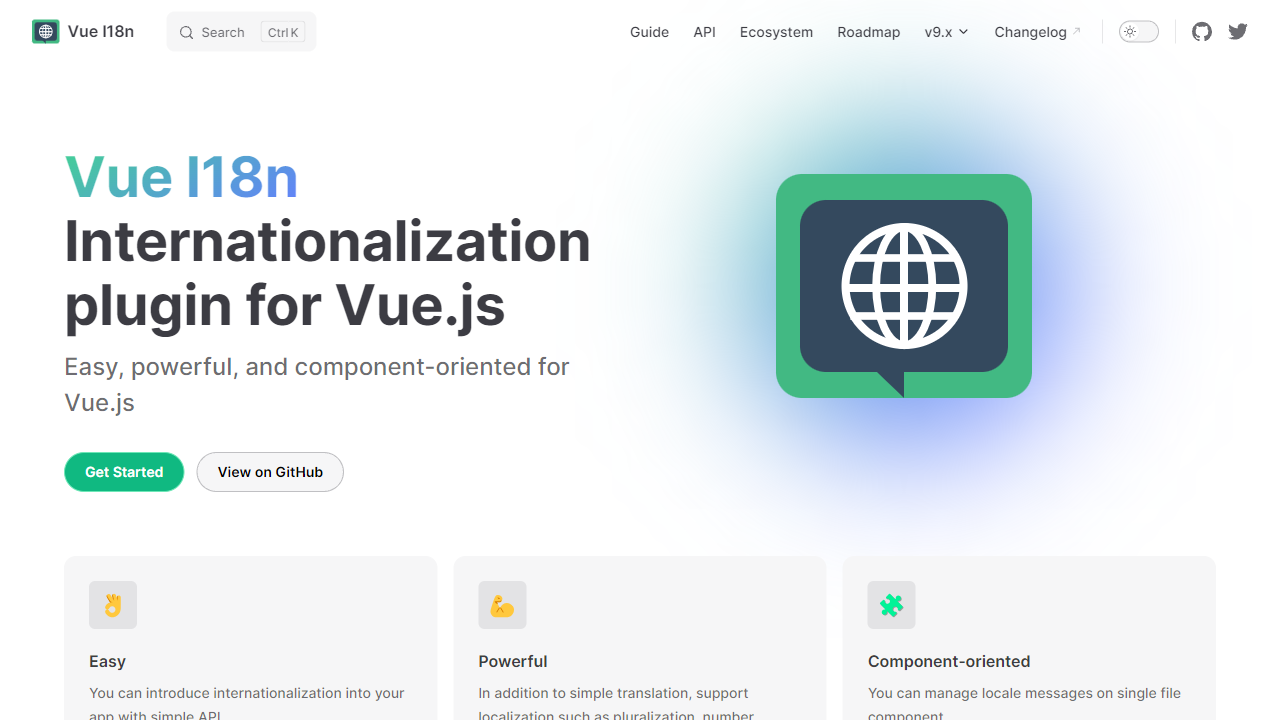 Vue I18n
Search
Ctrl K
Guide
API
Ecosystem
Roadmap
v9.x
Changelog
Vue I18n
Internationalization
plugin for Vue.js
Easy, powerful, and component-oriented for
Vue.js
Get Started
View on GitHub
Easy
You can introduce internationalization into your
app with simple API
Powerful
In addition to simple translation, support
localization such as pluralization, number
Component-oriented
You can manage locale messages on single file
component